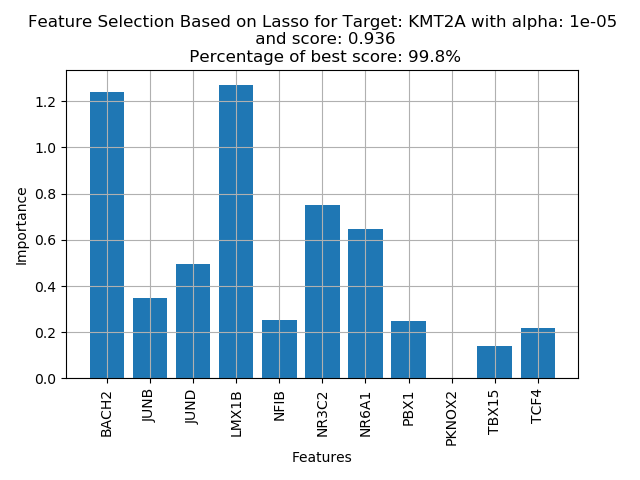 Feature Selection Based on Lasso for Target: KMT2A with alpha: 1e-05
and score: 0.936
Percentage of best score: 99.8%
Importance
1.2
1.0
0.8
0.6
0.4
0.2
0.0
BACH2
JUNB
JUND
LMX1B
NFIB
NR3C2
NR6A1
PBX1
PKNOX2
TBX15
TCF4
Features